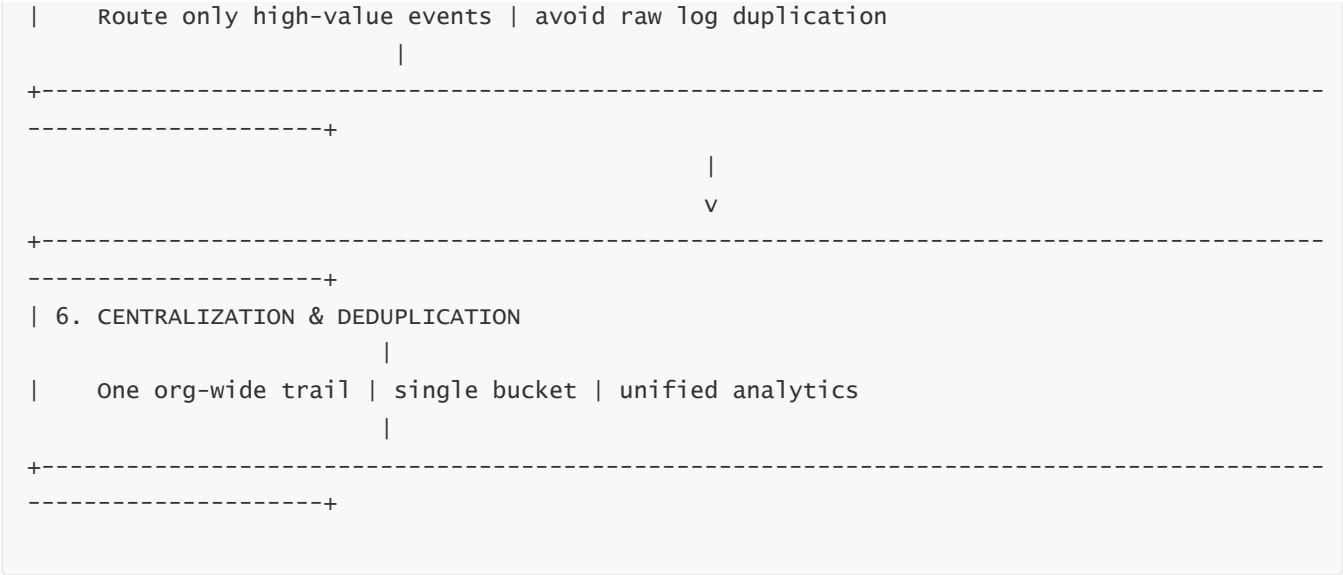 |    Route only high-value events | avoid raw log duplication
                         |
+-------------------------------------------------------------------------------------------
---------------------+
                                                |
                                                v
+-------------------------------------------------------------------------------------------
---------------------+
| 6. CENTRALIZATION & DEDUPLICATION
                        |
|    One org-wide trail | single bucket | unified analytics
                        |
+-------------------------------------------------------------------------------------------
---------------------+